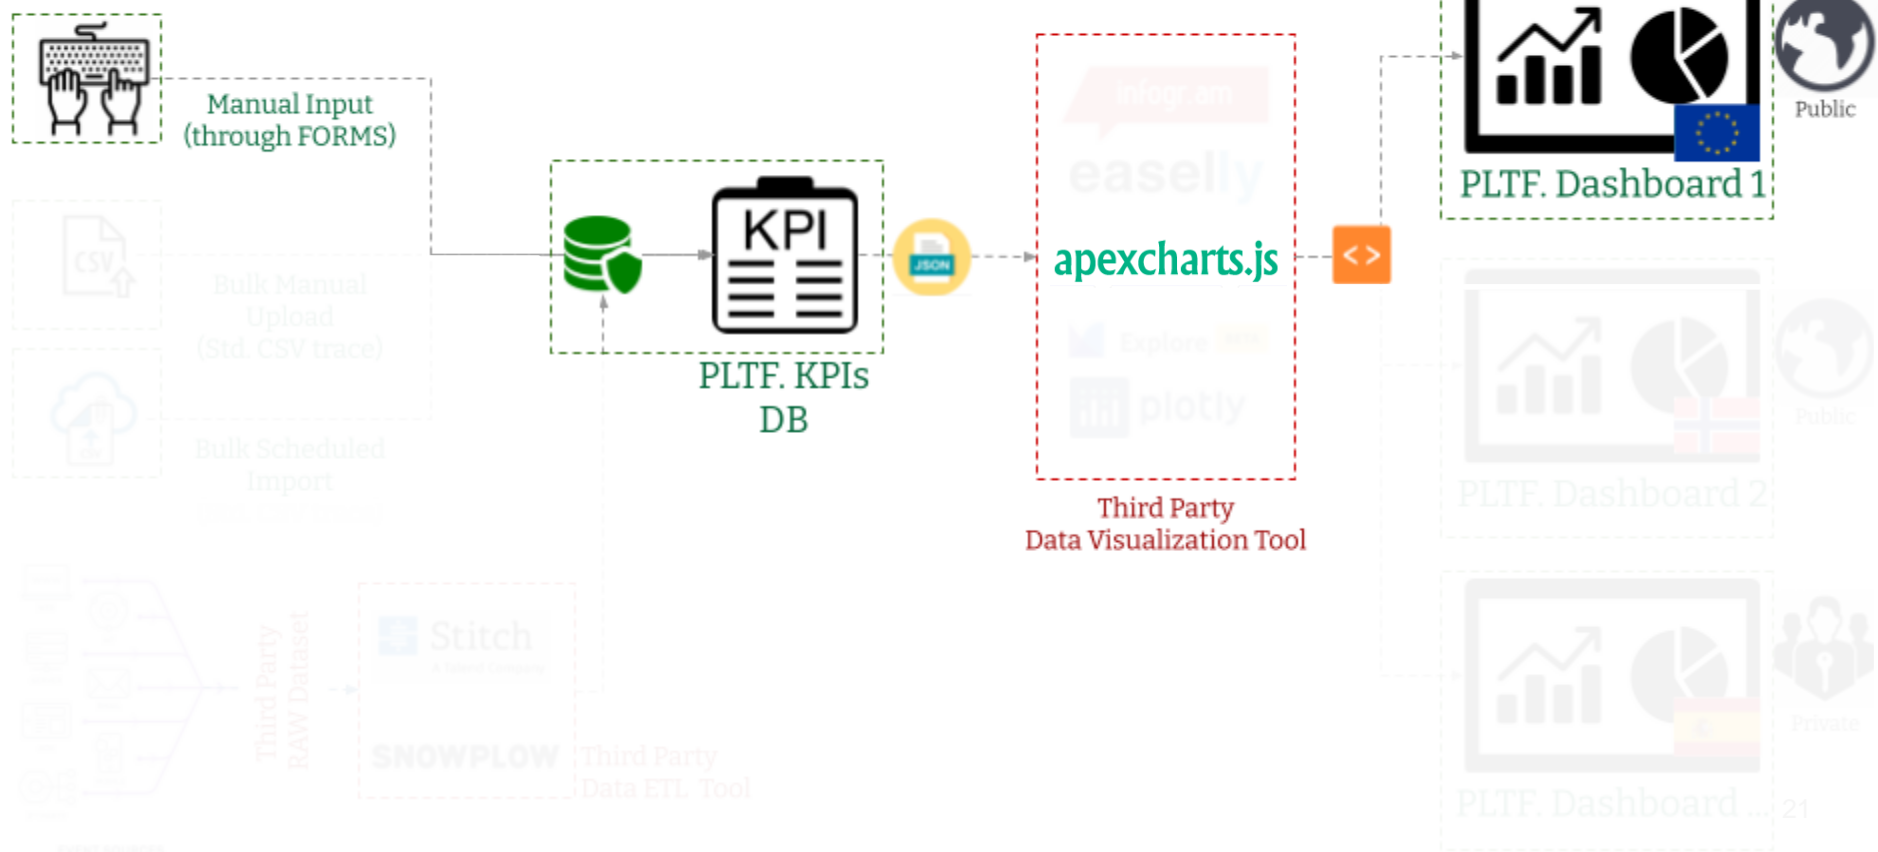 Manual Input
(through FORMS)
CSV
Bulk Manual
Upload
(Std. CSV trace)
Bulk Scheduled
Import
KPI
PLTF. KPIs
DB
JSON
infogr.am
easelly
apexcharts.js
Explore
plotly
Third Party
Data Visualization Tool
< >
PLTF. Dashboard 1
Public
PLTF. Dashboard 2
Public
PLTF. Dashboard ...
Private
Third Party
RAW Dataset
Stitch
A Talend Company
SNOWPLOW
Third Party
Data ETL Tool
21